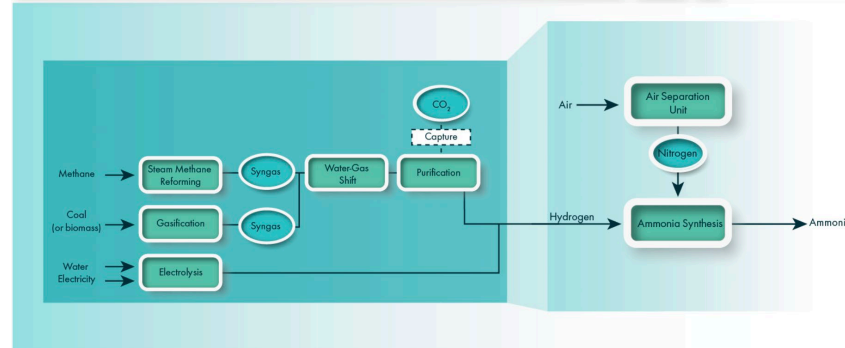 CO₂
Capture
Methane
Steam Methane
Reforming
Syngas
Water-Gas
Shift
Purification
Coal
(or biomass)
Gasification
Syngas
Water
Electricity
Electrolysis
Hydrogen
Air
Air Separation
Unit
Nitrogen
Ammonia Synthesis
Ammoni